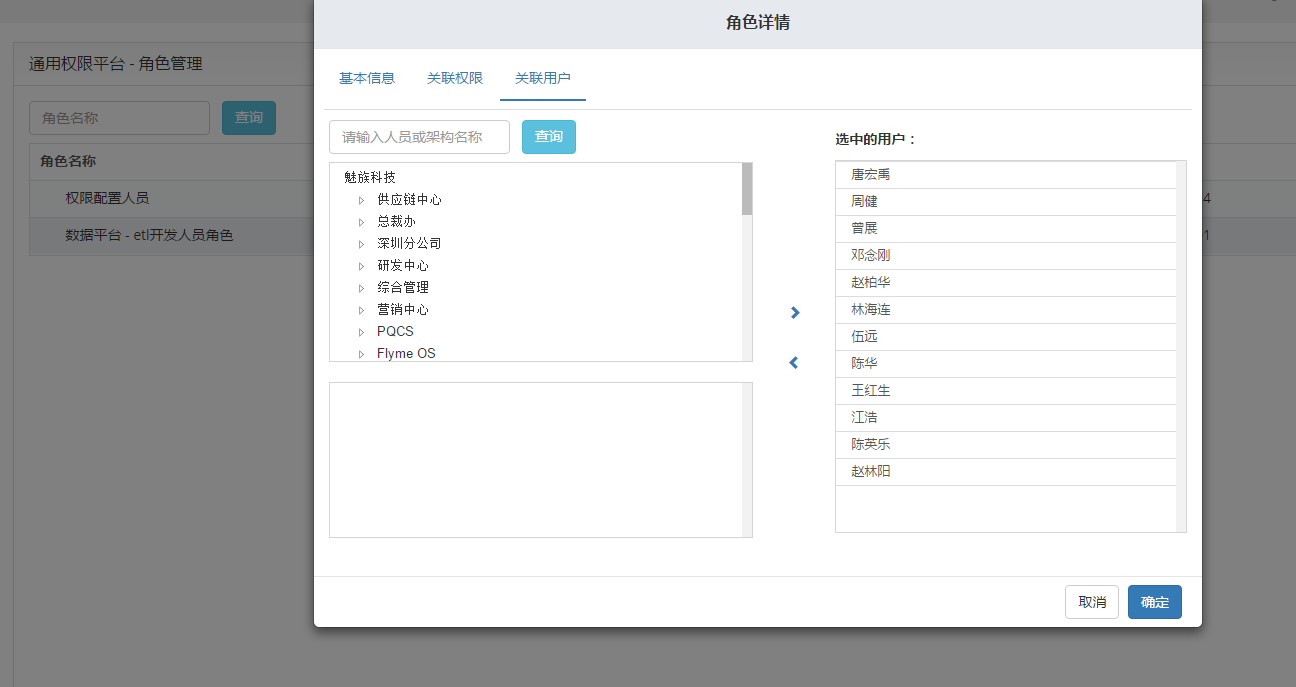 角色详情
通用权限平台 - 角色管理
基本信息
关联权限
关联用户
角色名称
查询
请输入人员或架构名称
查询
选中的用户：
角色名称
权限配置人员
数据平台 - etl开发人员角色
魅族科技
供应链中心
总裁办
深圳分公司
研发中心
综合管理
营销中心
PQCS
Flyme OS
唐宏禹
周健
曾展
邓念刚
赵柏华
林海连
伍远
陈华
王红生
江浩
陈英乐
赵林阳
4
1
取消
确定